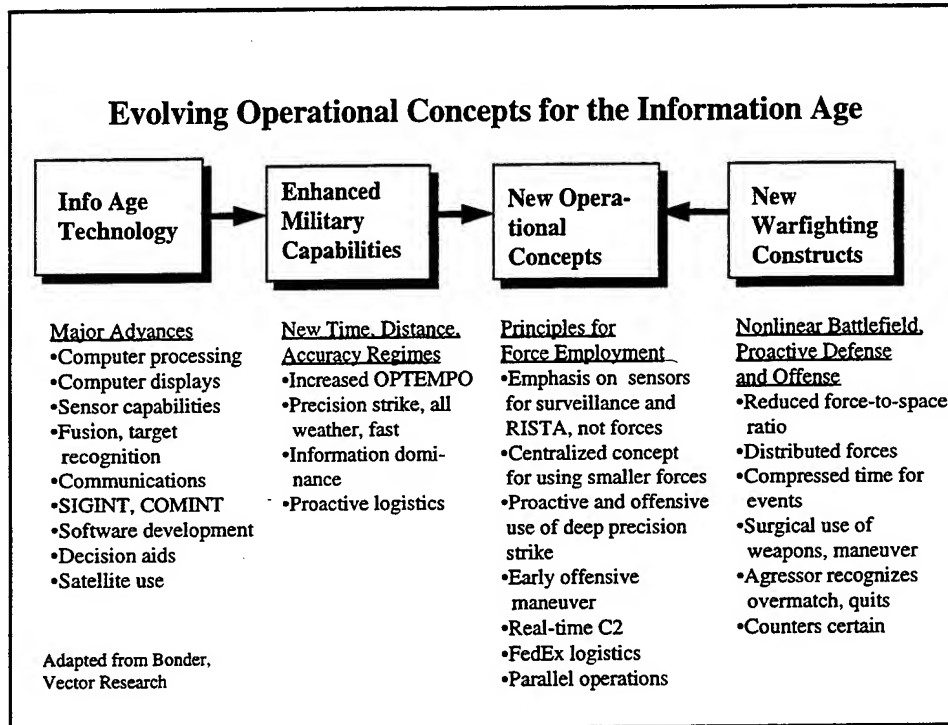 Evolving Operational Concepts for the Information Age
Info Age
Technology
Enhanced
Military
Capabilities
New Opera-
tional
Concepts
New
Warfighting
Constructs
Major Advances
•Computer processing
•Computer displays
•Sensor capabilities
•Fusion, target
recognition
•Communications
•SIGINT, COMINT
•Software development
•Decision aids
•Satellite use
New Time, Distance,
Accuracy Regimes
•Increased OPTEMPO
•Precision strike, all
weather, fast
•Information domi-
nance
•Proactive logistics
Principles for
Force Employment
•Emphasis on sensors
for surveillance and
RISTA, not forces
•Centralized concept
for using smaller forces
•Proactive and offensive
use of deep precision
strike
•Early offensive
maneuver
•Real-time C2
•FedEx logistics
•Parallel operations
Nonlinear Battlefield,
Proactive Defense
and Offense
•Reduced force-to-space
ratio
•Distributed forces
•Compressed time for
events
•Surgical use of
weapons, maneuver
•Agressor recognizes
overmatch, quits
•Counters certain
Adapted from Bonder,
Vector Research